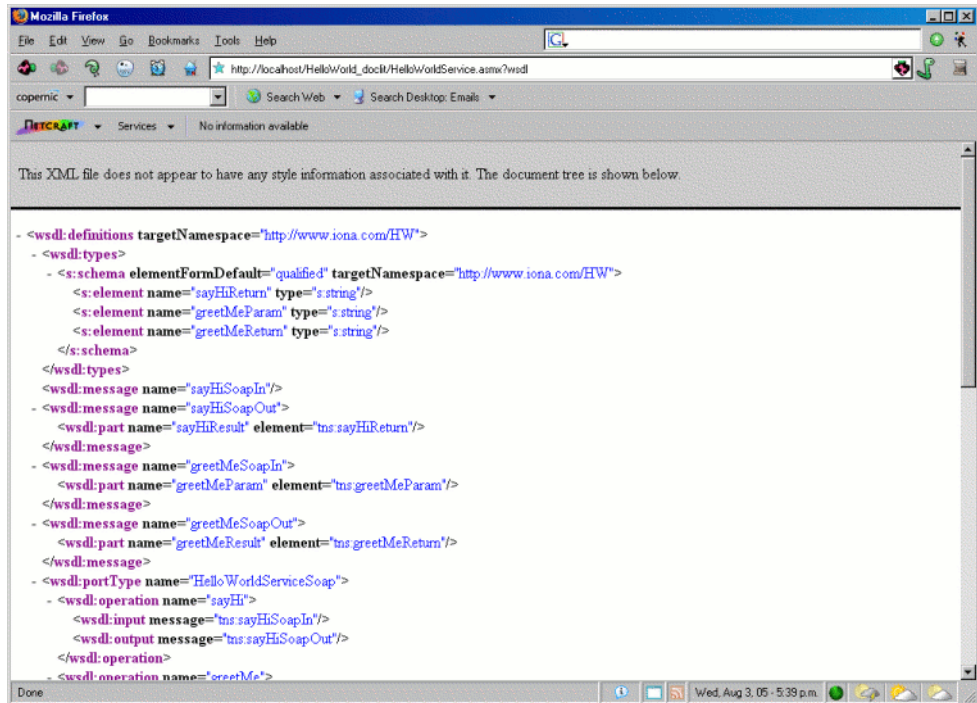 Mozilla Firefox
File Edit View Go Bookmarks Tools Help
G
http://localhost/HelloWorld_doclit/HelloWorldService.asmx?wsdl
copernic Search Web Search Desktop: Emails
NETCRAFT Services No information available
This XML file does not appear to have any style information associated with it. The document tree is shown below.
- <wsdl:definitions targetNamespace="http://www.iona.com/HW">
- <wsdl:types>
- <s:schema elementFormDefault="qualified" targetNamespace="http://www.iona.com/HW">
<s:element name="sayHiReturn" type="s:string"/>
<s:element name="greetMeParam" type="s:string"/>
<s:element name="greetMeReturn" type="s:string"/>
</s:schema>
</wsdl:types>
<wsdl:message name="sayHiSoapIn"/>
- <wsdl:message name="sayHiSoapOut">
<wsdl:part name="sayHiResult" element="tns:sayHiReturn"/>
</wsdl:message>
- <wsdl:message name="greetMeSoapIn">
<wsdl:part name="greetMeParam" element="tns:greetMeParam"/>
</wsdl:message>
- <wsdl:message name="greetMeSoapOut">
<wsdl:part name="greetMeResult" element="tns:greetMeReturn"/>
</wsdl:message>
- <wsdl:portType name="HelloWorldServiceSoap">
- <wsdl:operation name="sayHi">
<wsdl:input message="tns:sayHiSoapIn"/>
<wsdl:output message="tns:sayHiSoapOut"/>
</wsdl:operation>
- <wsdl:operation name="greetMe">
Done Wed, Aug 3, 05 - 5:39 p.m.